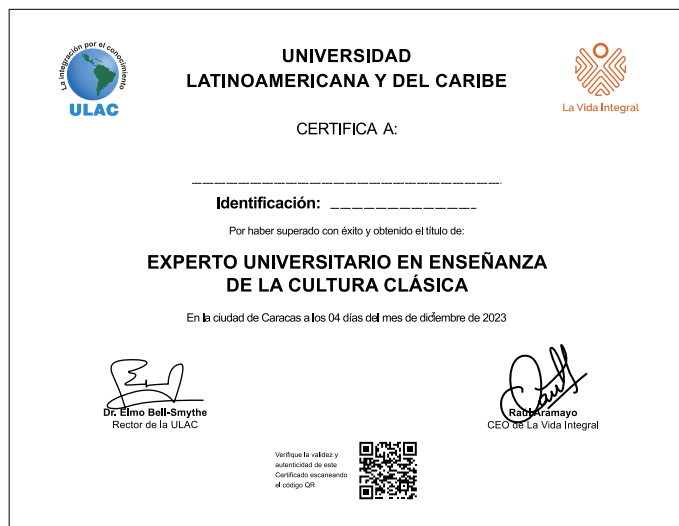 La integración por el conocimiento
ULAC
UNIVERSIDAD
LATINOAMERICANA Y DEL CARIBE
La Vida Integral
CERTIFICA A:
Identificación:
Por haber superado con éxito y obtenido el título de:
EXPERTO UNIVERSITARIO EN ENSEÑANZA
DE LA CULTURA CLÁSICA
En la ciudad de Caracas a los 04 días del mes de diciembre de 2023
Dr. Elmo Bell-Smythe
Rector de la ULAC
Raúl Aramayo
CEO de La Vida Integral
Verifique la validez y
autenticidad de este
Certificado escaneando
el código QR